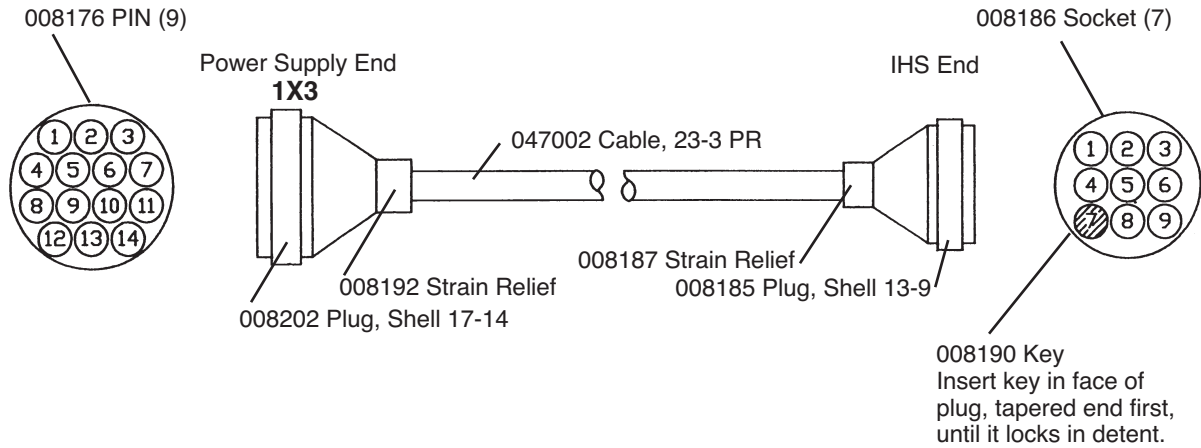 008176 PIN (9)
008186 Socket (7)
Power Supply End
1X3
IHS End
1 2 3
4 5 6 7
8 9 10 11
12 13 14
047002 Cable, 23-3 PR
1 2 3
4 5 6
7 8 9
008187 Strain Relief
008185 Plug, Shell 13-9
008192 Strain Relief
008202 Plug, Shell 17-14
008190 Key
Insert key in face of
plug, tapered end first,
until it locks in detent.